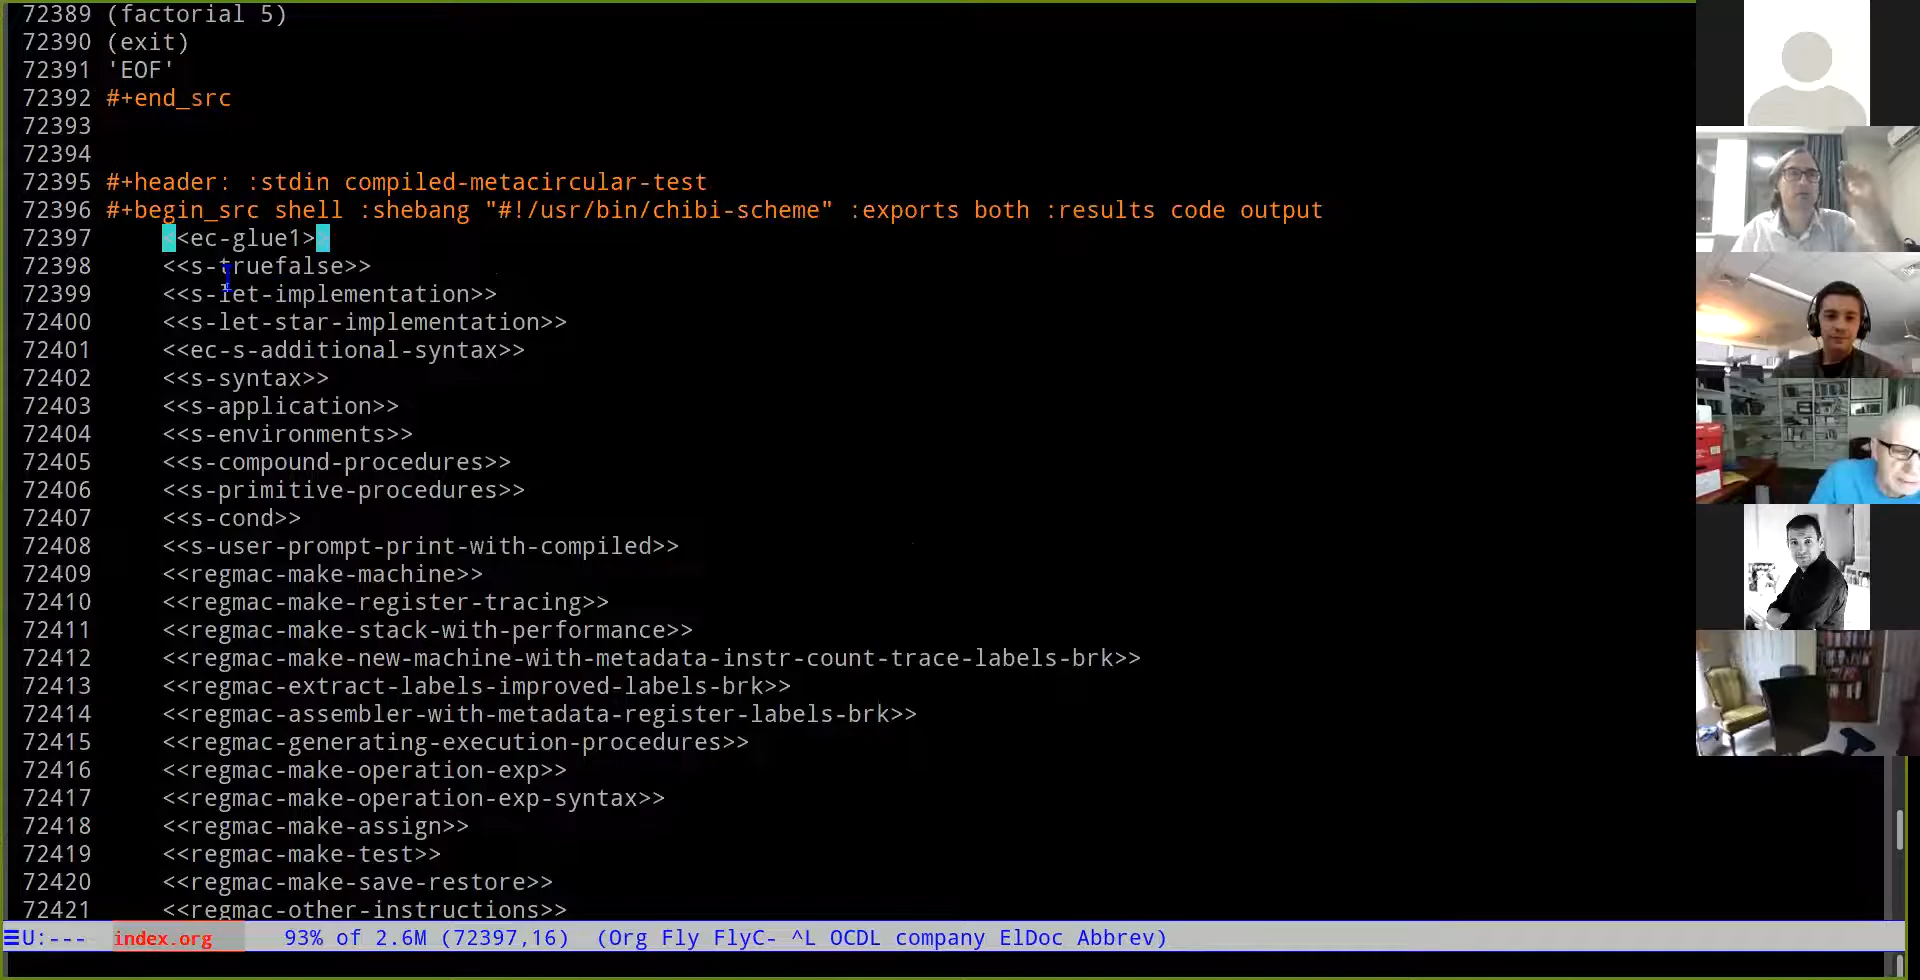 72389 (factorial 5)
72390 (exit)
72391 'EOF'
72392 #+end_src
72393
72394
72395 #+header: :stdin compiled-metacircular-test
72396 #+begin_src shell :shebang "#!/usr/bin/chibi-scheme" :exports both :results code output
72397     <<ec-glue1>>
72398     <<s-truefalse>>
72399     <<s-let-implementation>>
72400     <<s-let-star-implementation>>
72401     <<ec-s-additional-syntax>>
72402     <<s-syntax>>
72403     <<s-application>>
72404     <<s-environments>>
72405     <<s-compound-procedures>>
72406     <<s-primitive-procedures>>
72407     <<s-cond>>
72408     <<s-user-prompt-print-with-compiled>>
72409     <<regmac-make-machine>>
72410     <<regmac-make-register-tracing>>
72411     <<regmac-make-stack-with-performance>>
72412     <<regmac-make-new-machine-with-metadata-instr-count-trace-labels-brk>>
72413     <<regmac-extract-labels-improved-labels-brk>>
72414     <<regmac-assembler-with-metadata-register-labels-brk>>
72415     <<regmac-generating-execution-procedures>>
72416     <<regmac-make-operation-exp>>
72417     <<regmac-make-operation-exp-syntax>>
72418     <<regmac-make-assign>>
72419     <<regmac-make-test>>
72420     <<regmac-make-save-restore>>
72421     <<regmac-other-instructions>>
U:--- index.org 93% of 2.6M (72397,16) (Org Fly FlyC- ^L OCDL company ElDoc Abbrev)